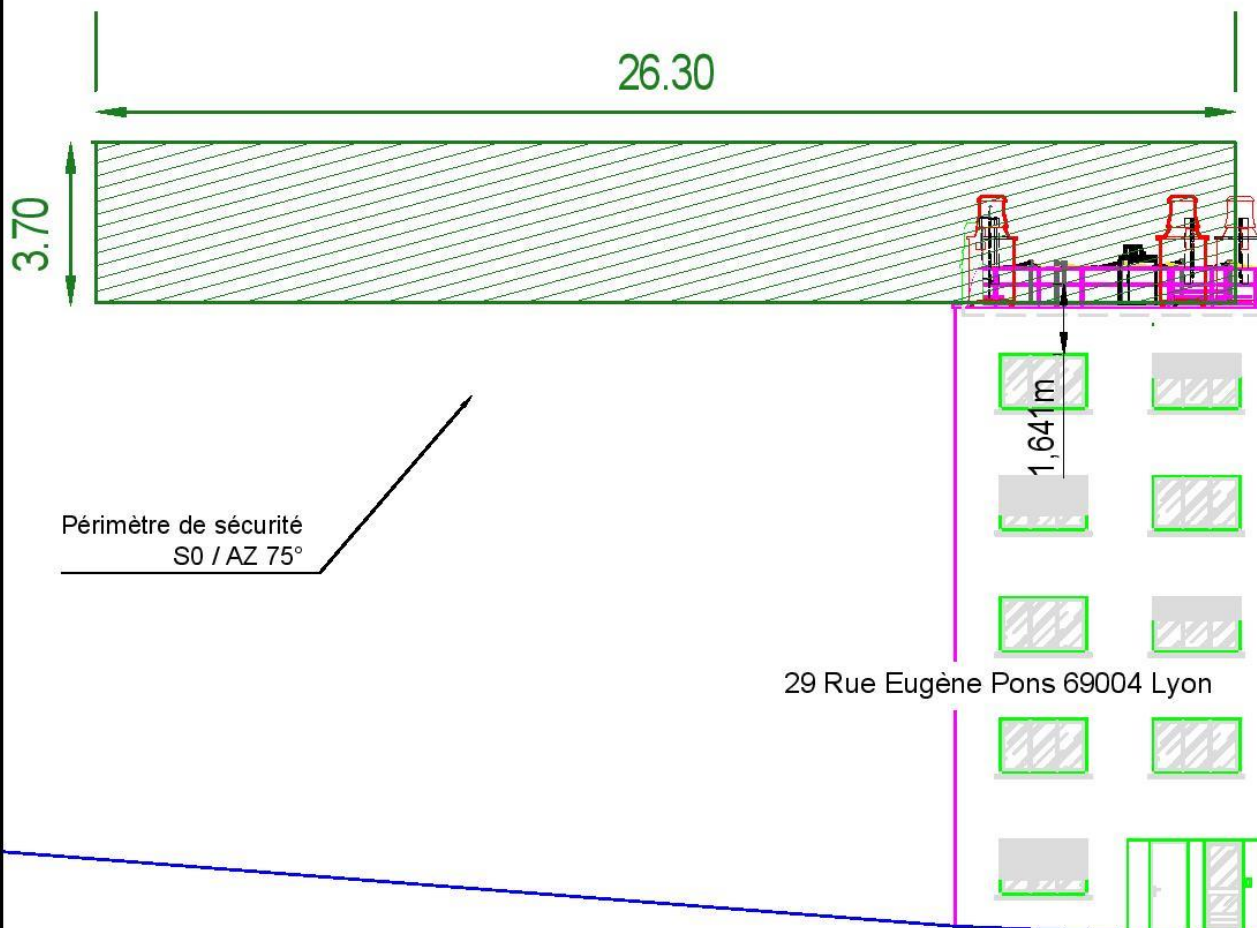 26.30
3.70
1,641m
Périmètre de sécurité
S0 / AZ 75°
29 Rue Eugène Pons 69004 Lyon